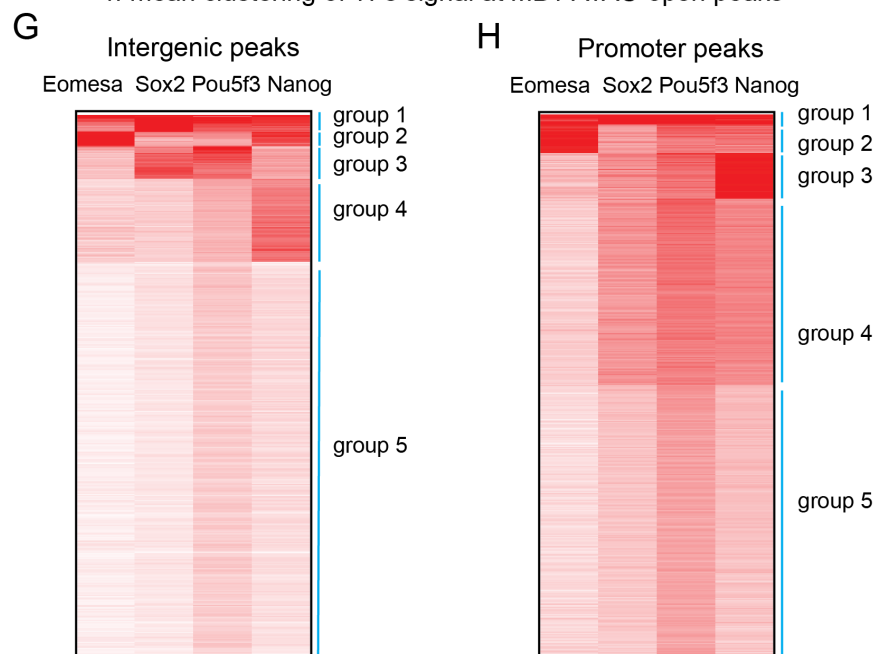 G
Intergenic peaks
Eomesa Sox2 Pou5f3 Nanog
group 1
group 2
group 3
group 4
group 5
H
Promoter peaks
Eomesa Sox2 Pou5f3 Nanog
group 1
group 2
group 3
group 4
group 5